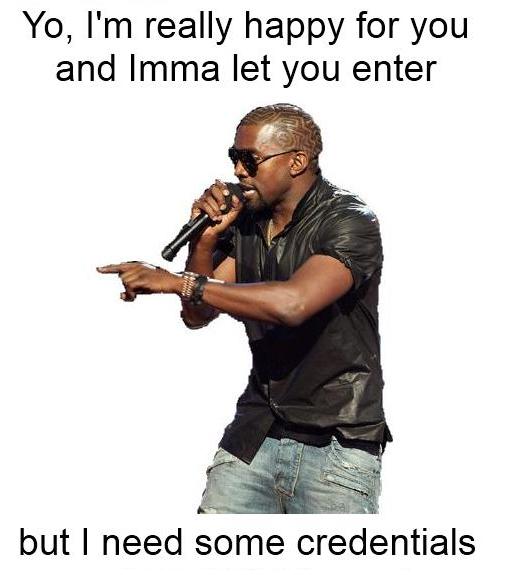 Yo, I'm really happy for you
and Imma let you enter
but I need some credentials